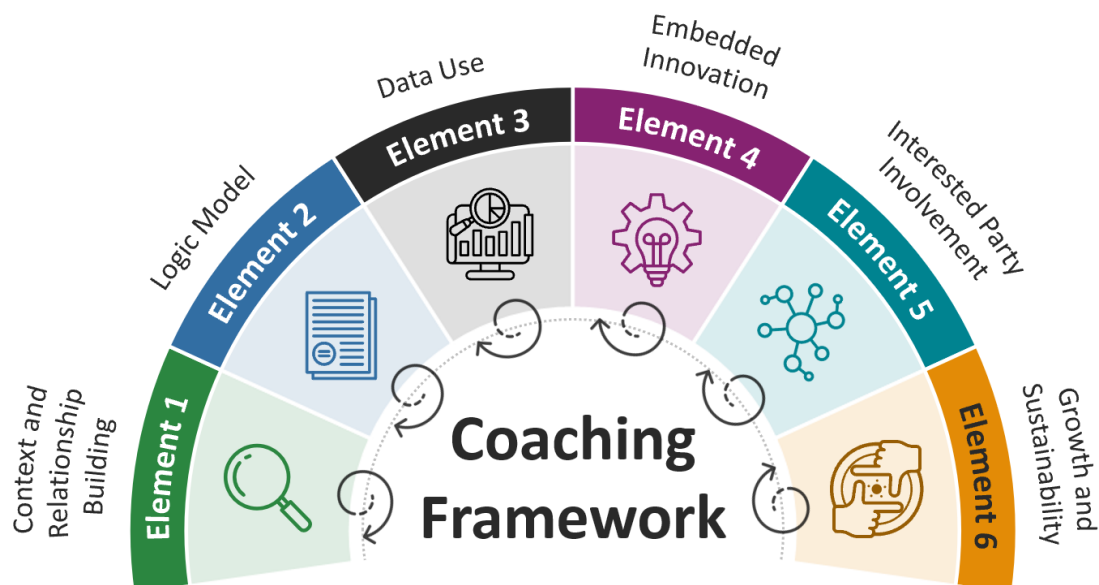 Context and
Relationship
Building
Element 1
Logic Model
Element 2
Data Use
Element 3
Embedded
Innovation
Element 4
Interested Party
Involvement
Element 5
Growth and
Sustainability
Element 6
Coaching
Framework